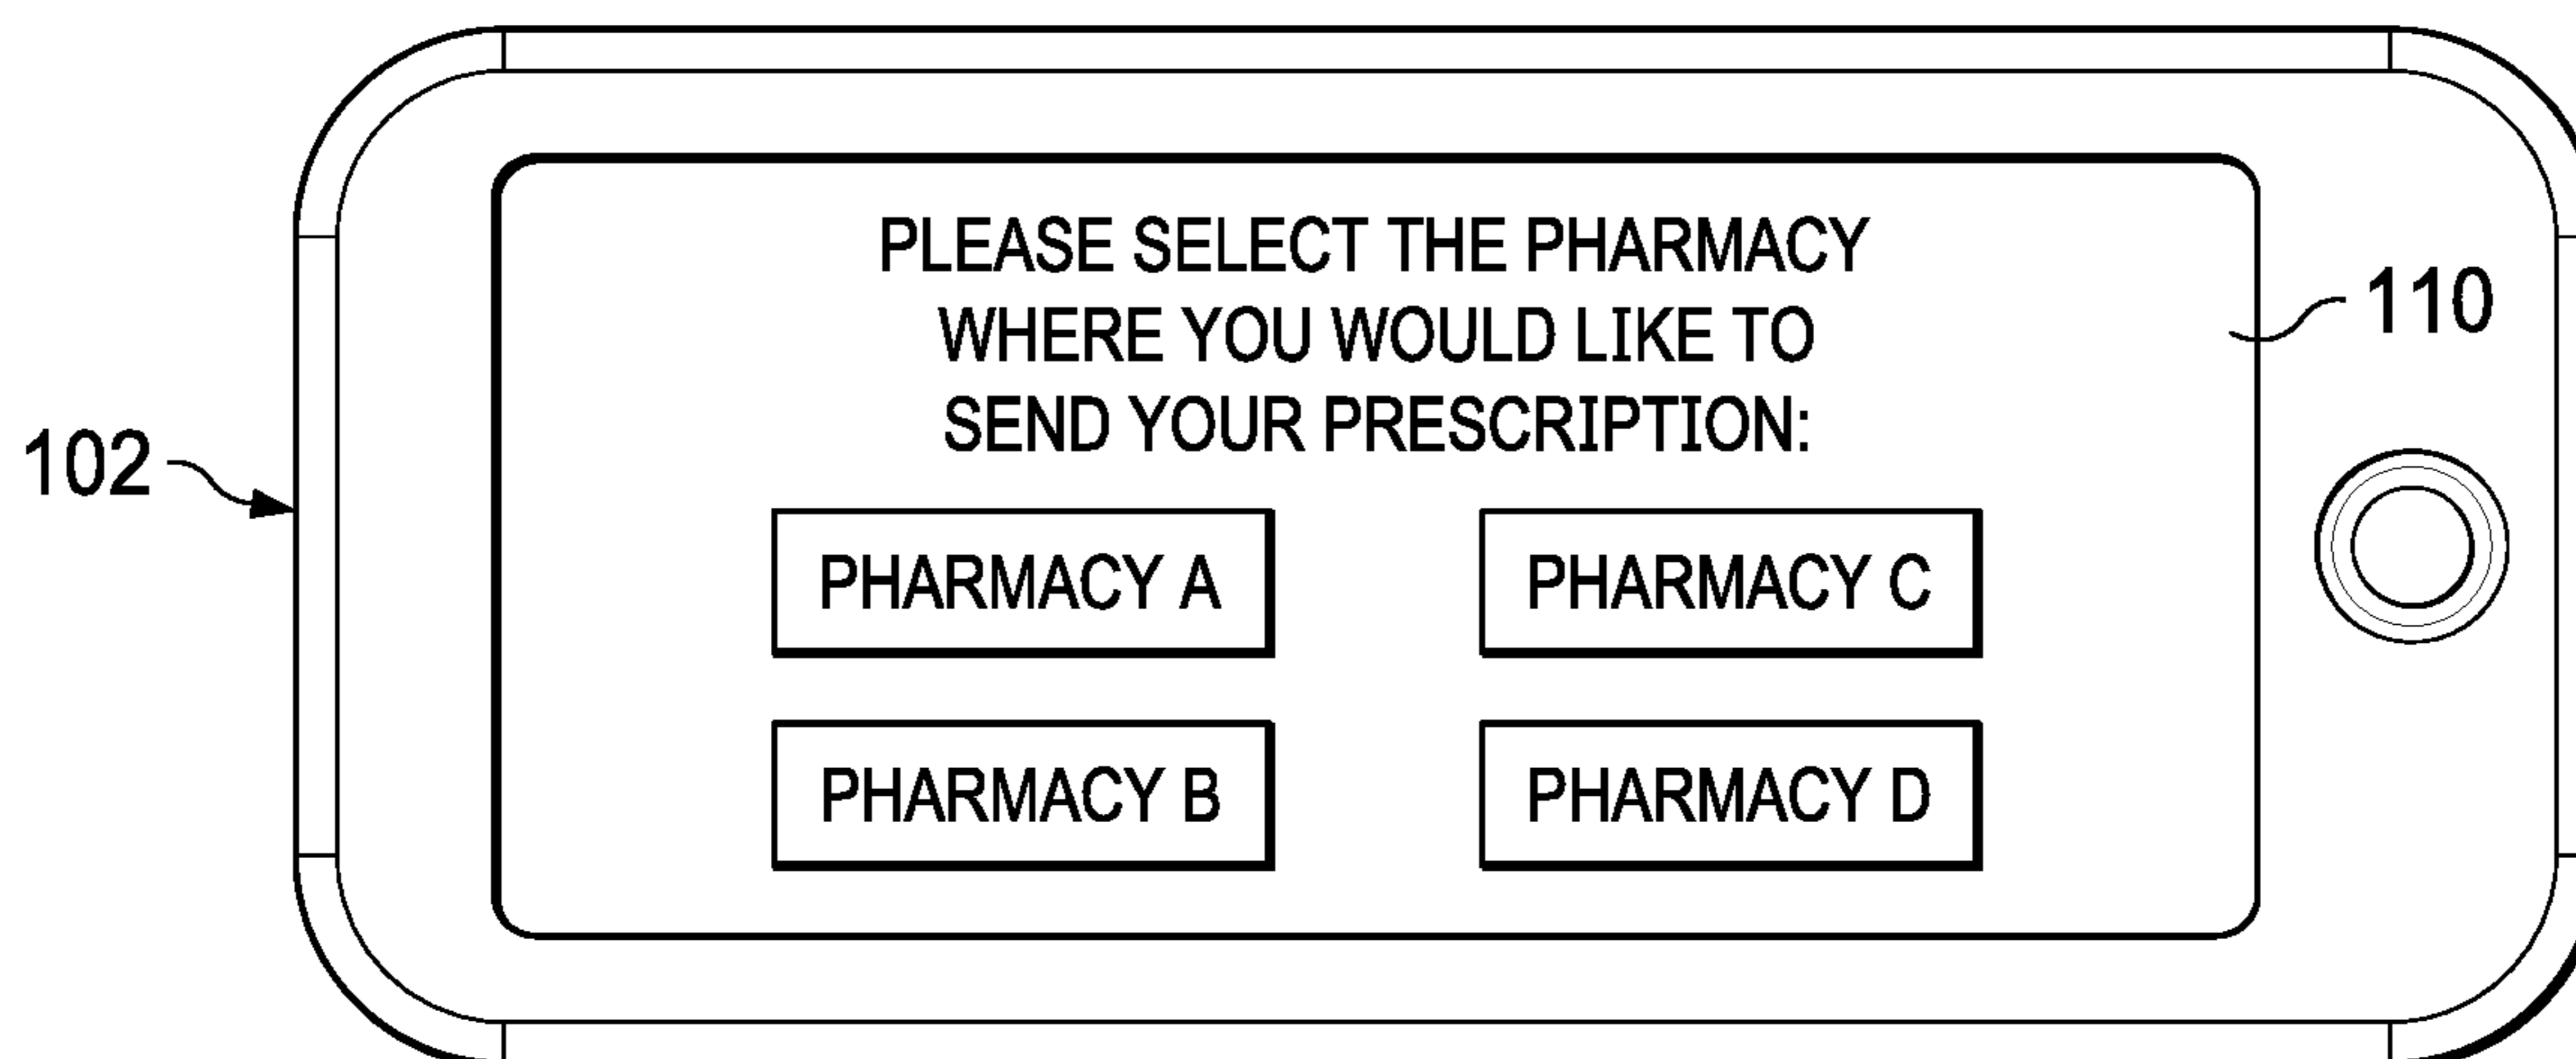 PLEASE SELECT THE PHARMACY
WHERE YOU WOULD LIKE TO
SEND YOUR PRESCRIPTION:
110
102
PHARMACY A
PHARMACY C
PHARMACY B
PHARMACY D